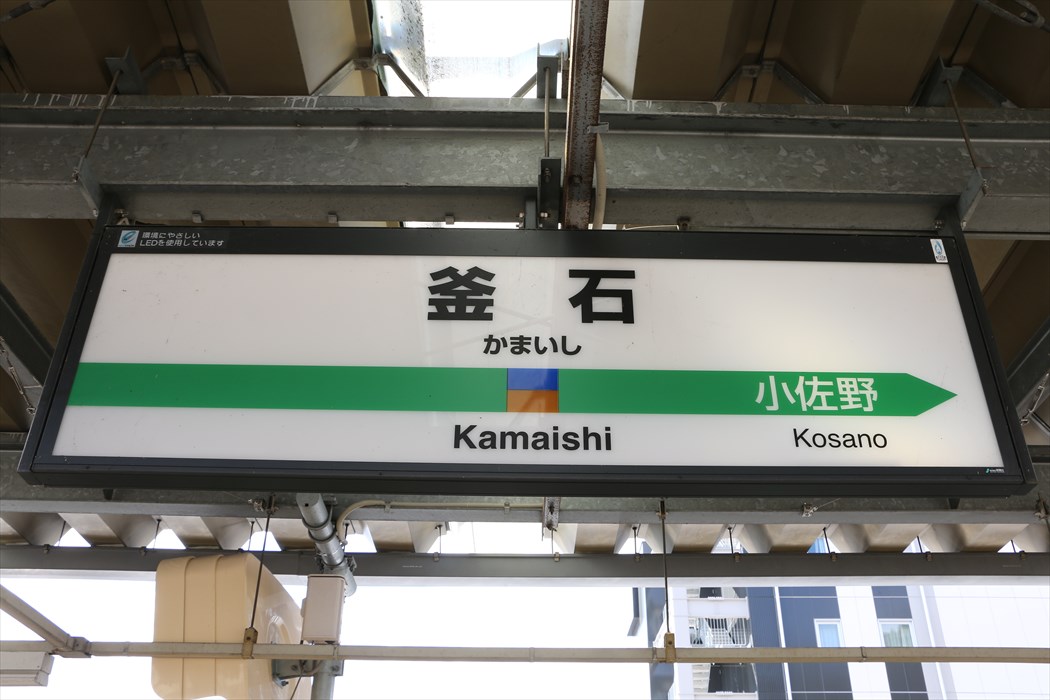 環境にやさしい
LEDを使用しています
釜石
かまいし
小佐野
Kamaishi
Kosano